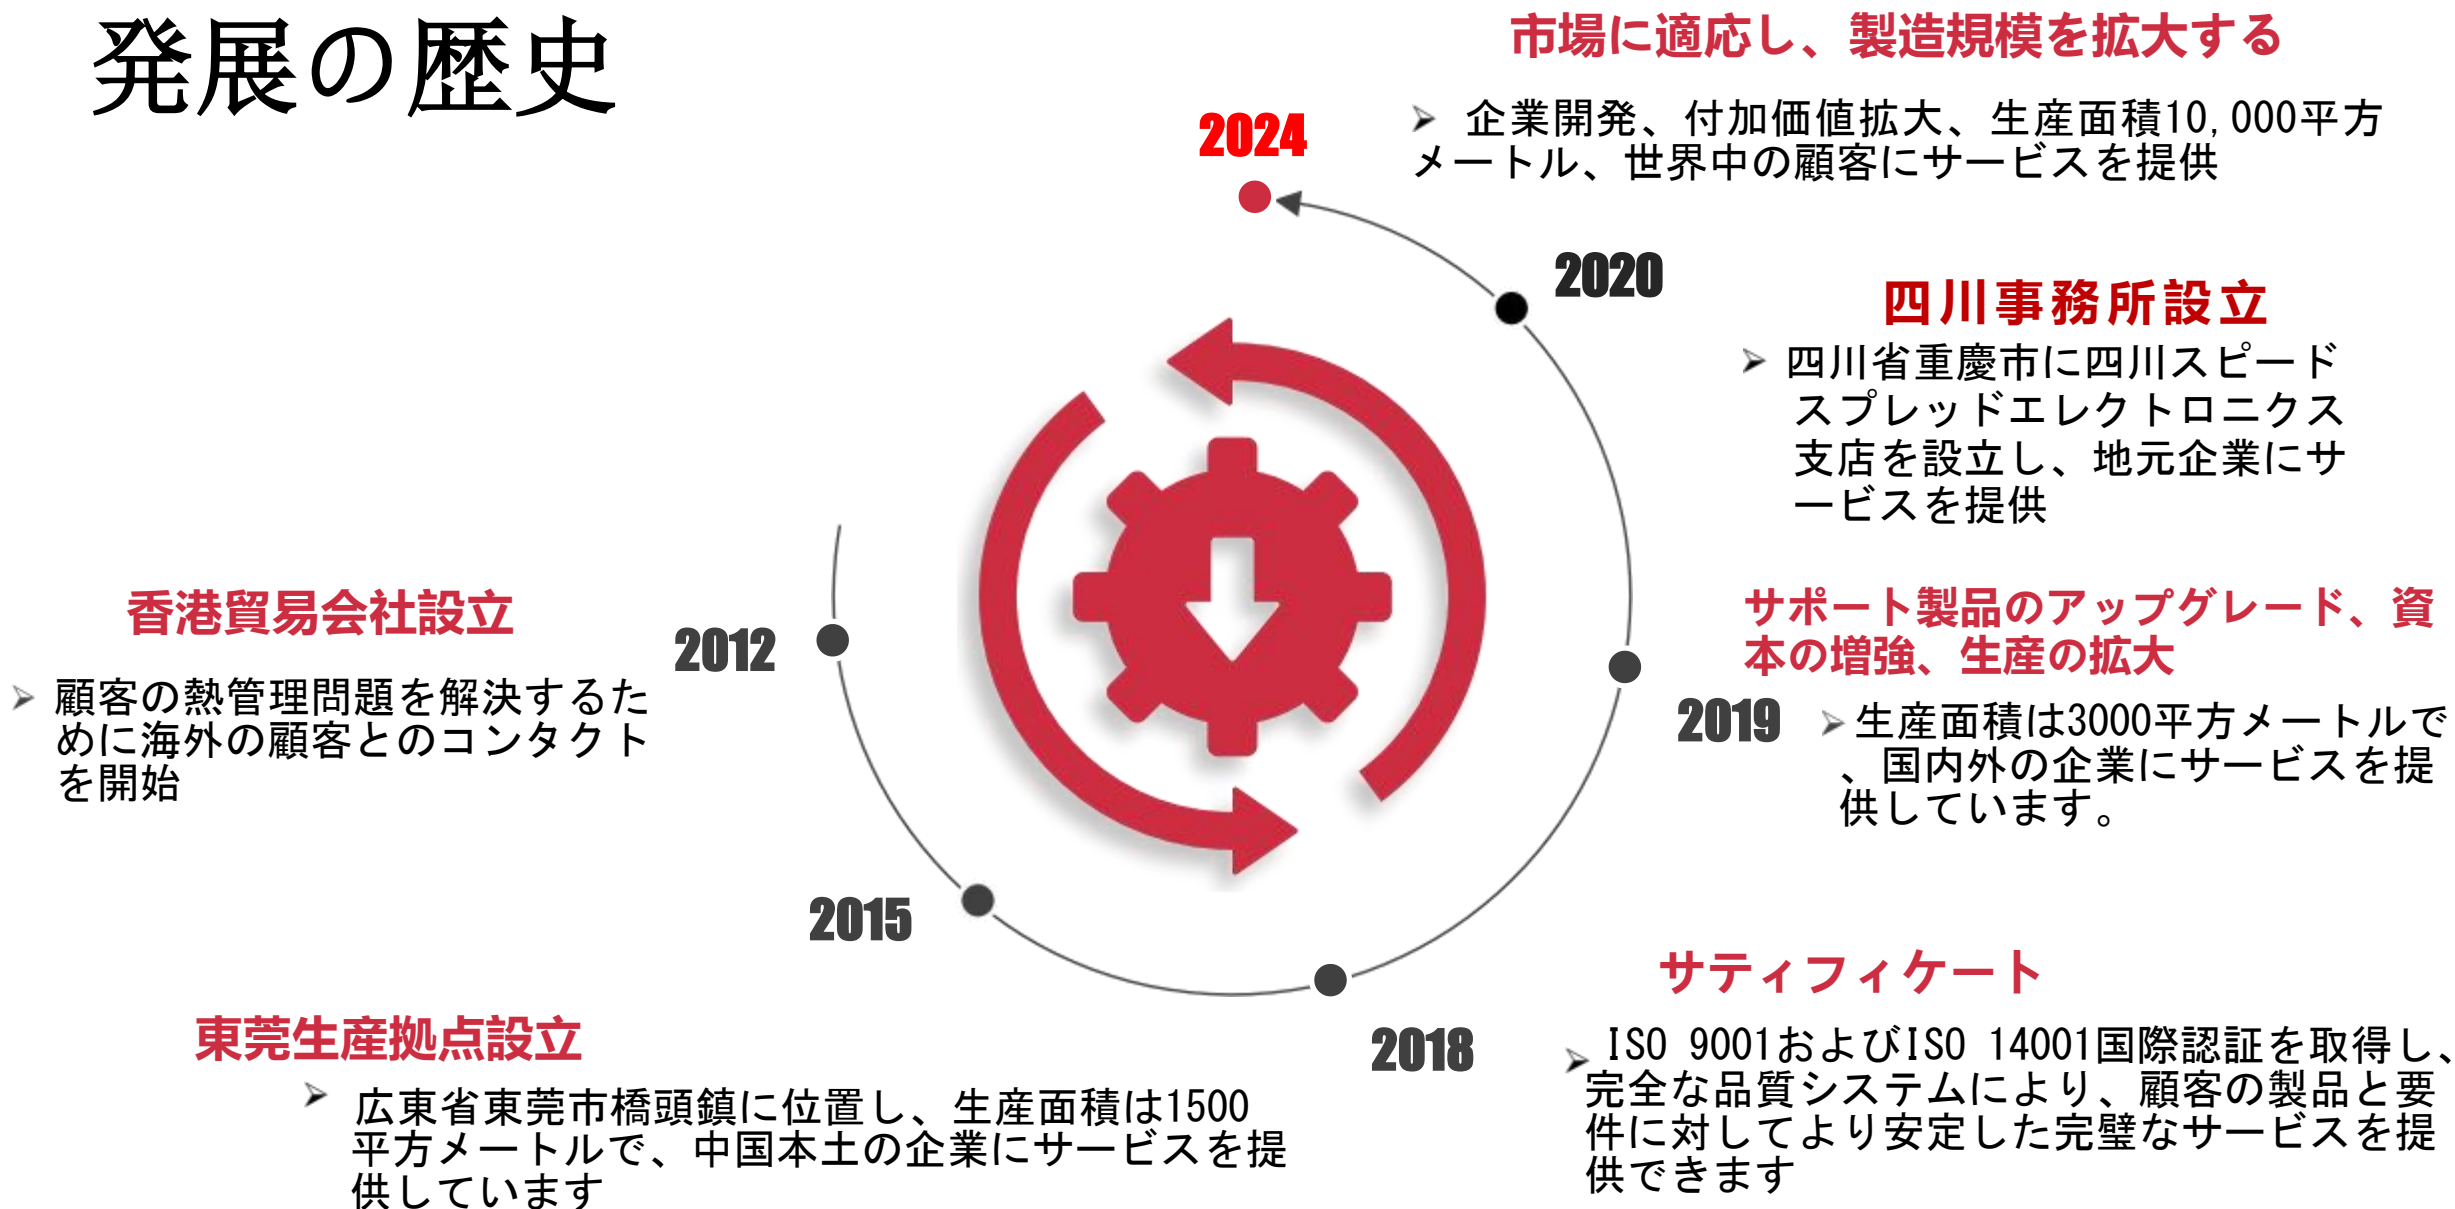 発展の歴史
市場に適応し、製造規模を拡大する
2024
企業開発、付加価値拡大、生産面積10,000平方
メートル、世界中の顧客にサービスを提供
2020
四川事務所設立
四川省重慶市に四川スピード
スプレッドエレクトロニクス
支店を設立し、地元企業にサ
ービスを提供
香港貿易会社設立
2012
顧客の熱管理問題を解決するた
めに海外の顧客とのコンタクト
を開始
サポート製品のアップグレード、資
本の増強、生産の拡大
2019
生産面積は3000平方メートルで
、国内外の企業にサービスを提
供しています。
2015
東莞生産拠点設立
広東省東莞市橋頭鎮に位置し、生産面積は1500
平方メートルで、中国本土の企業にサービスを提
供しています
サティフィケート
2018
ISO 9001およびISO 14001国際認証を取得し、
完全な品質システムにより、顧客の製品と要
件に対してより安定した完璧なサービスを提
供できます